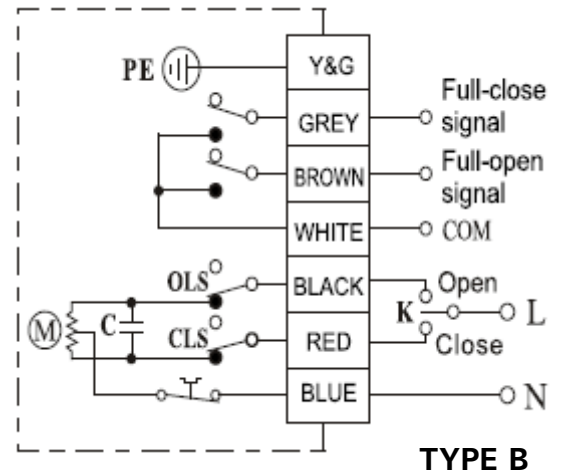 PE
Y&G
GREY
Full-close
signal
BROWN
Full-open
signal
WHITE
COM
OLS
BLACK
Open
M
C
K
L
CLS
RED
Close
BLUE
N
TYPE B